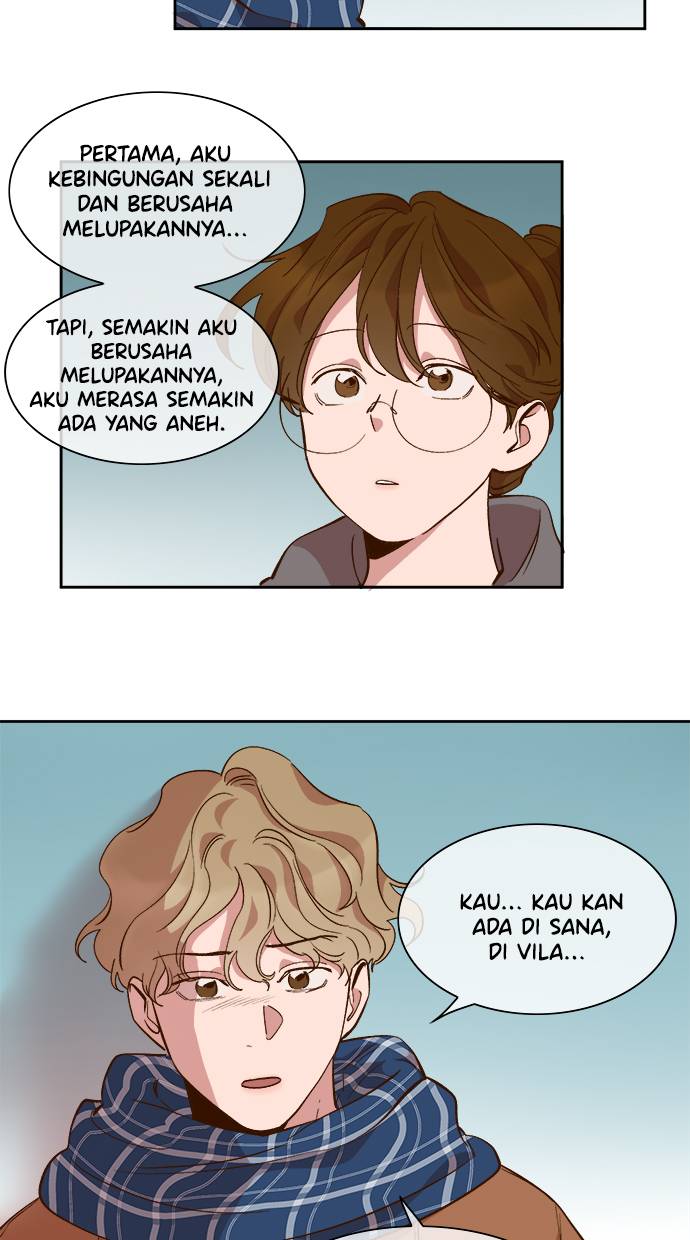 PERTAMA, AKU
KEBINGUNGAN SEKALI
DAN BERUSAHA
MELUPAKANNYA...
TAPI, SEMAKIN AKU
BERUSAHA
MELUPAKANNYA,
AKU MERASA SEMAKIN
ADA YANG ANEH.
KAU... KAU KAN
ADA DI SANA,
DI VILA...